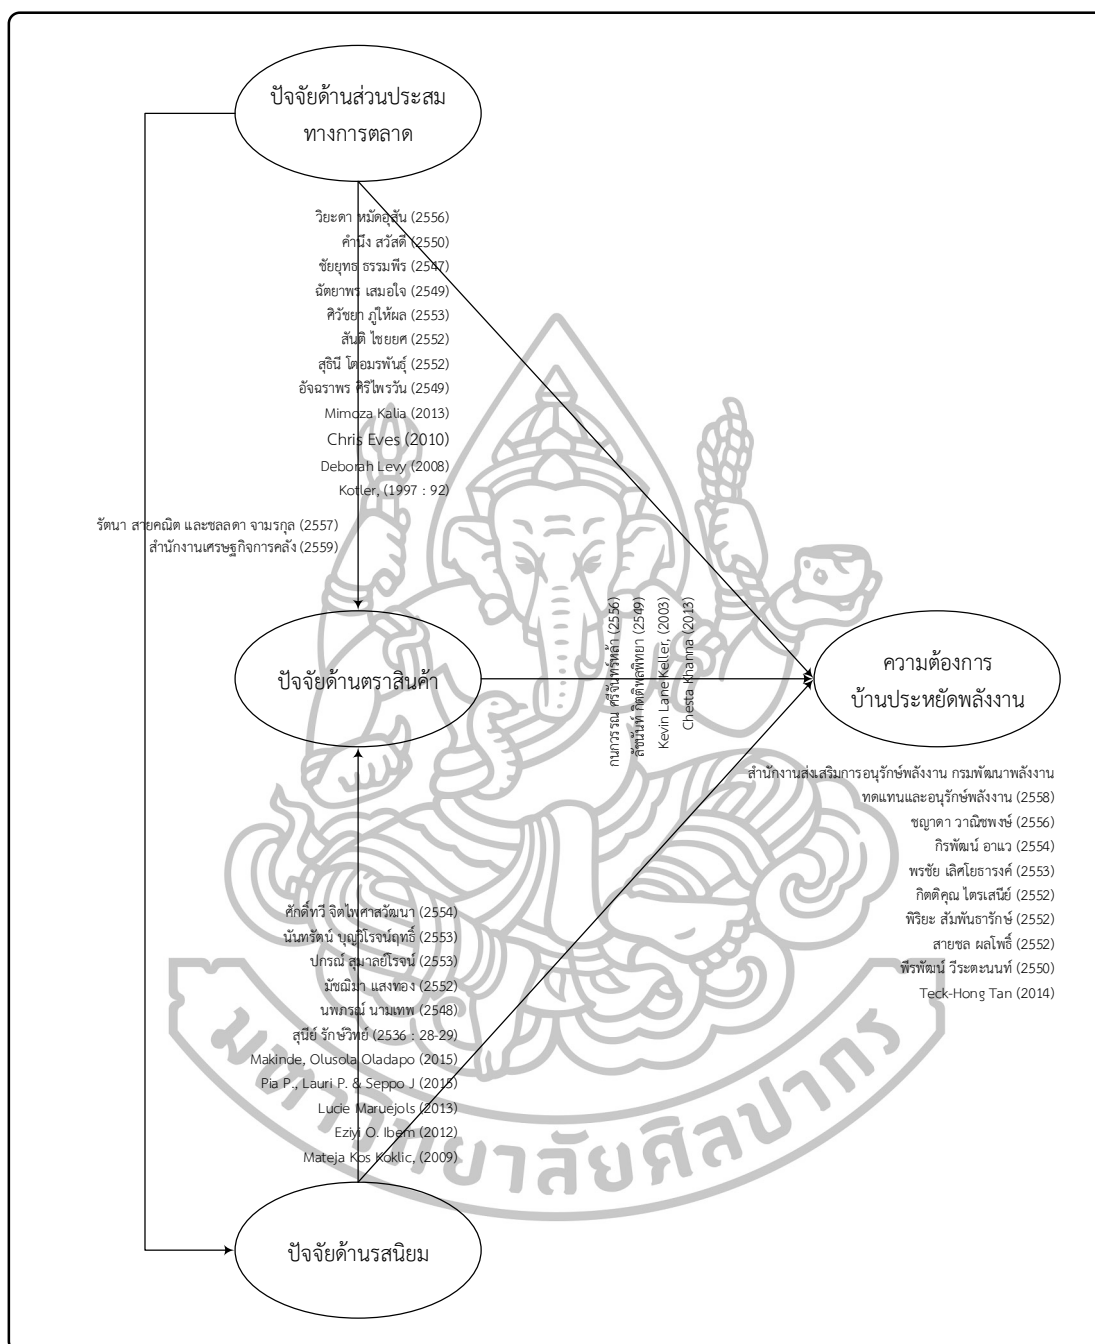 ปัจจัยด้านส่วนประสม
ทางการตลาด
วิยะดา หมัดอุสัน (2556)
คำนึง สวัสดี (2550)
ชัยยุทธ ธรรมพีร (2547)
ฉัตยาพร เสมอใจ (2549)
ศิวัชยา ภู่ให้ผล (2553)
สันติ ไชยยศ (2552)
สุธินี โตอมรพันธุ์ (2552)
อัจฉราพร ศิริไพรวัน (2549)
Mimoza Kalia (2013)
Chris Eves (2010)
Deborah Levy (2008)
Kotler, (1997 : 92)
รัตนา สายคณิต และชลลดา จามรกุล (2557)
สำนักงานเศรษฐกิจการคลัง (2559)
ปัจจัยด้านตราสินค้า
กนกวรรณ ศรีจันทร์หล้า (2556)
ลัชนันท์ กิตติพลพิทยา (2549)
Kevin Lane Keller, (2003)
Chesta Khanna (2013)
ความต้องการ
บ้านประหยัดพลังงาน
สำนักงานส่งเสริมการอนุรักษ์พลังงาน กรมพัฒนาพลังงาน
ทดแทนและอนุรักษ์พลังงาน (2558)
ชญาดา วาณิชพงษ์ (2556)
กิรพัฒน์ อาแว (2554)
พรชัย เลิศโยธารงค์ (2553)
กิตติคุณ ไตรเสนีย์ (2552)
พิริยะ สัมพันธารักษ์ (2552)
สายชล ผลโพธิ์ (2552)
พีรพัฒน์ วีระตะนนท์ (2550)
Teck-Hong Tan (2014)
ศักดิ์ทวี จิตไพศาสวัฒนา (2554)
นันทรัตน์ บุญวิโรจน์ฤทธิ์ (2553)
ปกรณ์ สุมาลย์โรจน์ (2553)
มัชฌิมา แสงทอง (2552)
นพภรณ์ นามเทพ (2548)
สุนีย์ รักษ์วิทย์ (2536 : 28-29)
Makinde, Olusola Oladapo (2015)
Pia P., Lauri P. & Seppo J (2015)
Lucie Maruejols (2013)
Eziyi O. Ibem (2012)
Mateja Kos Koklic, (2009)
มหาวิทยาลัยศิลปากร
ปัจจัยด้านรสนิยม